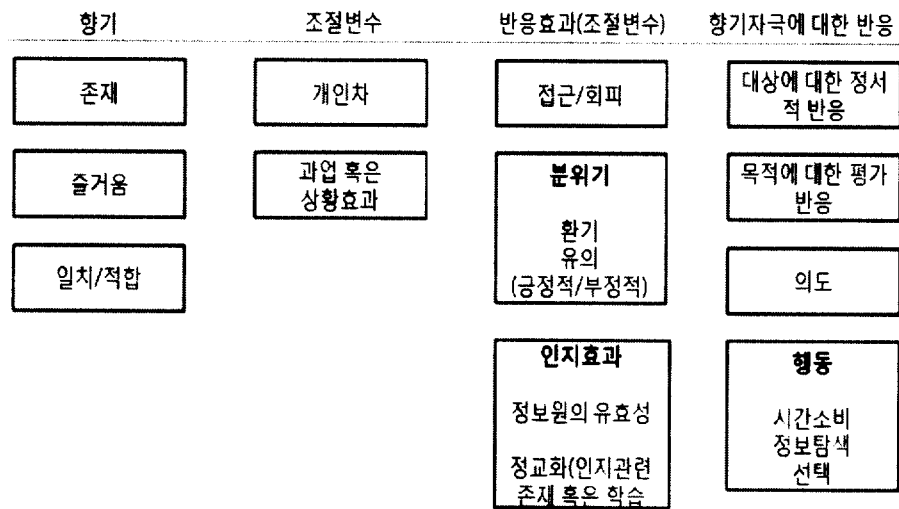 향기
조절변수
반응효과(조절변수)
향기자극에 대한 반응
존재
즐거움
일치/적합
개인차
과업 혹은
상황효과
접근/회피
분위기
환기
유의
(긍정적/부정적)
인지효과
정보원의 유효성
정교화(인지관련
존재 혹은 학습
대상에 대한 정서
적 반응
목적에 대한 평가
반응
의도
행동
시간소비
정보탐색
선택